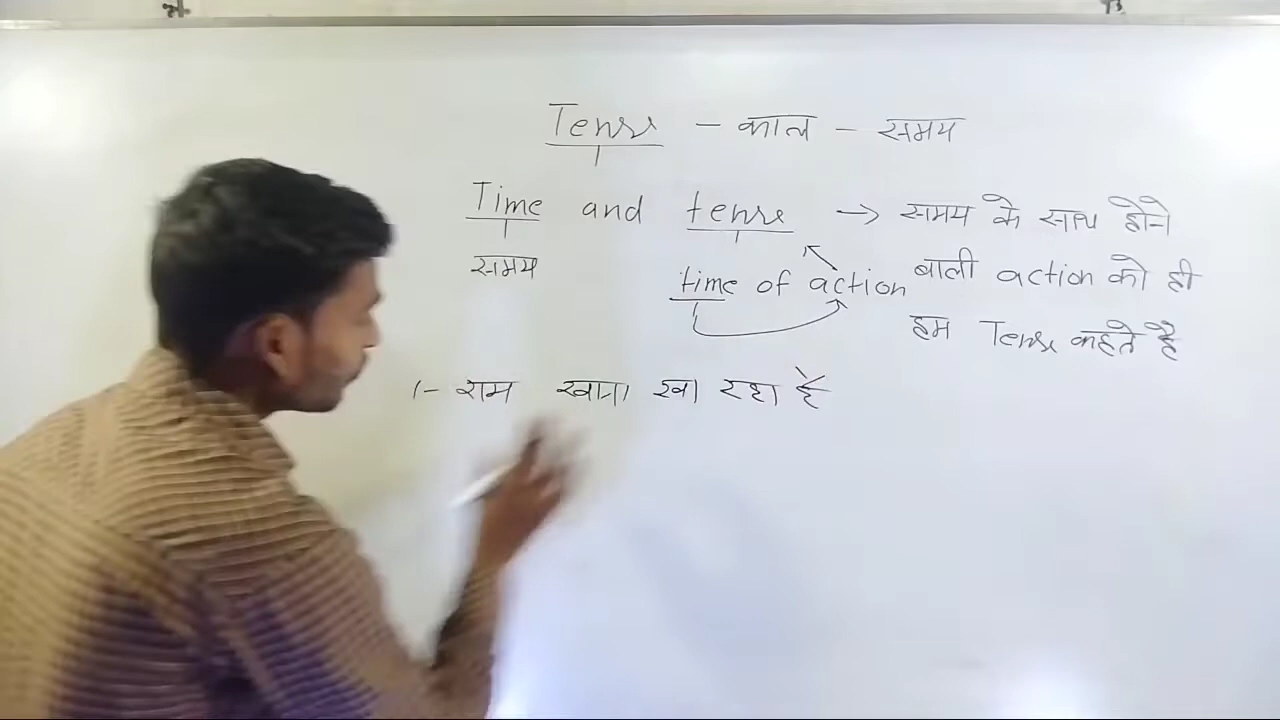 Tense - काल - समय
Time and tense → समय के साथ होने
समय
time of action वाली action को ही
हम Tense कहते है
1- राम खाना खा रहा है